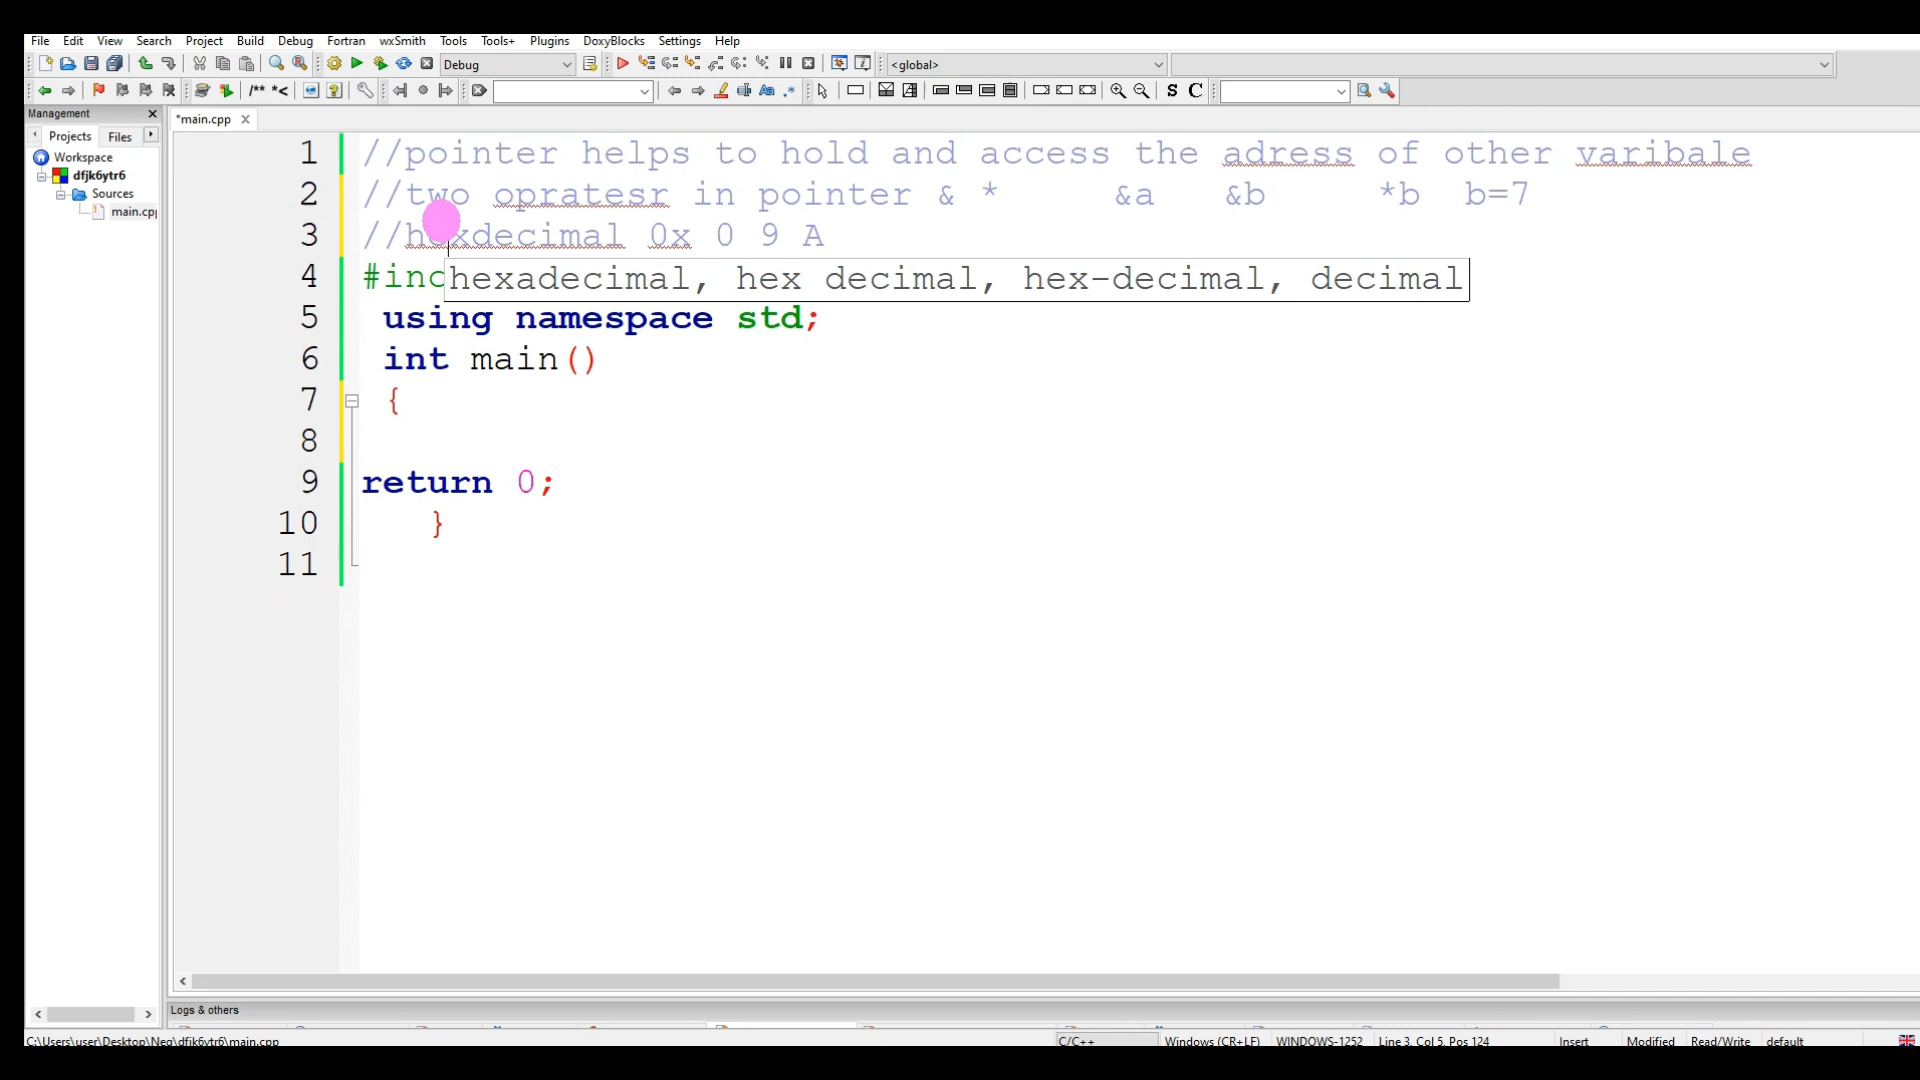 File Edit View Search Project Build Debug Fortran wxSmith Tools Tools+ Plugins DoxyBlocks Settings Help
Debug <global>
/** *< Aa .* S C
Management
Projects Files
*main.cpp
Workspace
dfjk6ytr6
Sources
main.cpp
1 //pointer helps to hold and access the adress of other varibale
2 //two opratesr in pointer & * &a &b *b b=7
3 //hexdecimal 0x 0 9 A
4 #inc
hexadecimal, hex decimal, hex-decimal, decimal
5 using namespace std;
6 int main()
7 {
8
9 return 0;
10 }
11
Logs & others
C:\Users\user\Desktop\Neg\dfjk6ytr6\main.cpp C/C++ Windows (CR+LF) WINDOWS-1252 Line 3, Col 5, Pos 124 Insert Modified Read/Write default